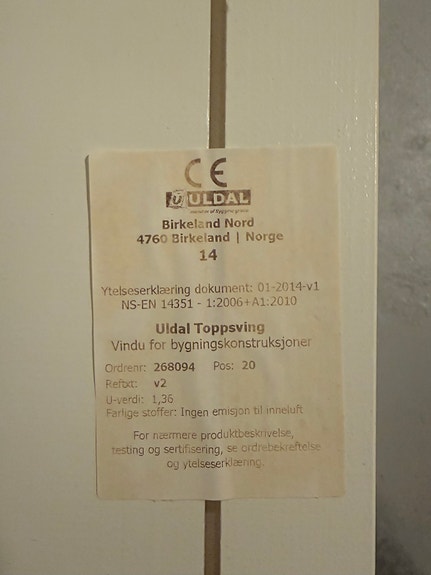 CE
ULDAL
Birkeland Nord
4760 Birkeland | Norge
14
Ytelseserklæring dokument: 01-2014-v1
NS-EN 14351 - 1:2006+A1:2010
Uldal Toppsving
Vindu for bygningskonstruksjoner
Ordrenr: 268094 Pos: 20
Reftxt: v2
U-verdi: 1,36
Farlige stoffer: Ingen emisjon til inneluft
For nærmere produktbeskrivelse,
testing og sertifisering, se ordrebekreftelse
og ytelseserklæring.